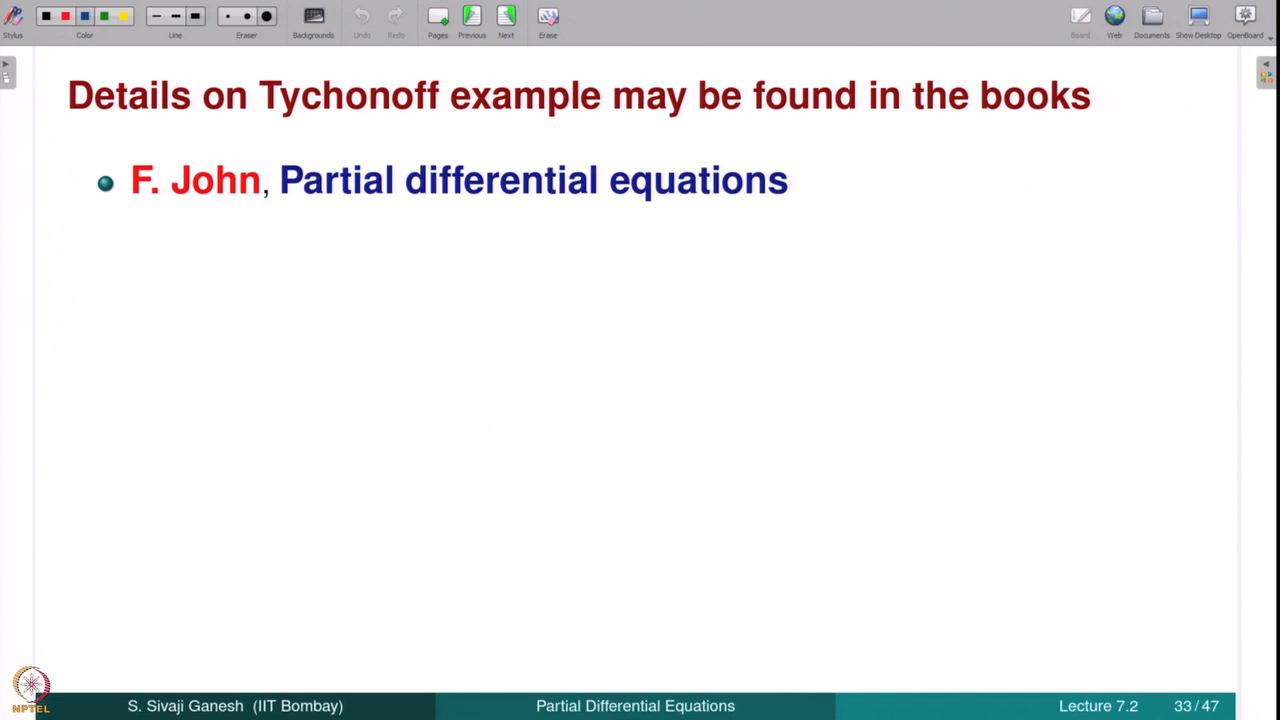 Stylus
Color
Line
Eraser
Backgrounds
Undo
Redo
Pages
Previous
Next
Erase
Board
Web
Documents
Show Desktop
OpenBoard
Details on Tychonoff example may be found in the books
F. John, Partial differential equations
NPTEL
S. Sivaji Ganesh (IIT Bombay)
Partial Differential Equations
Lecture 7.2
33/47